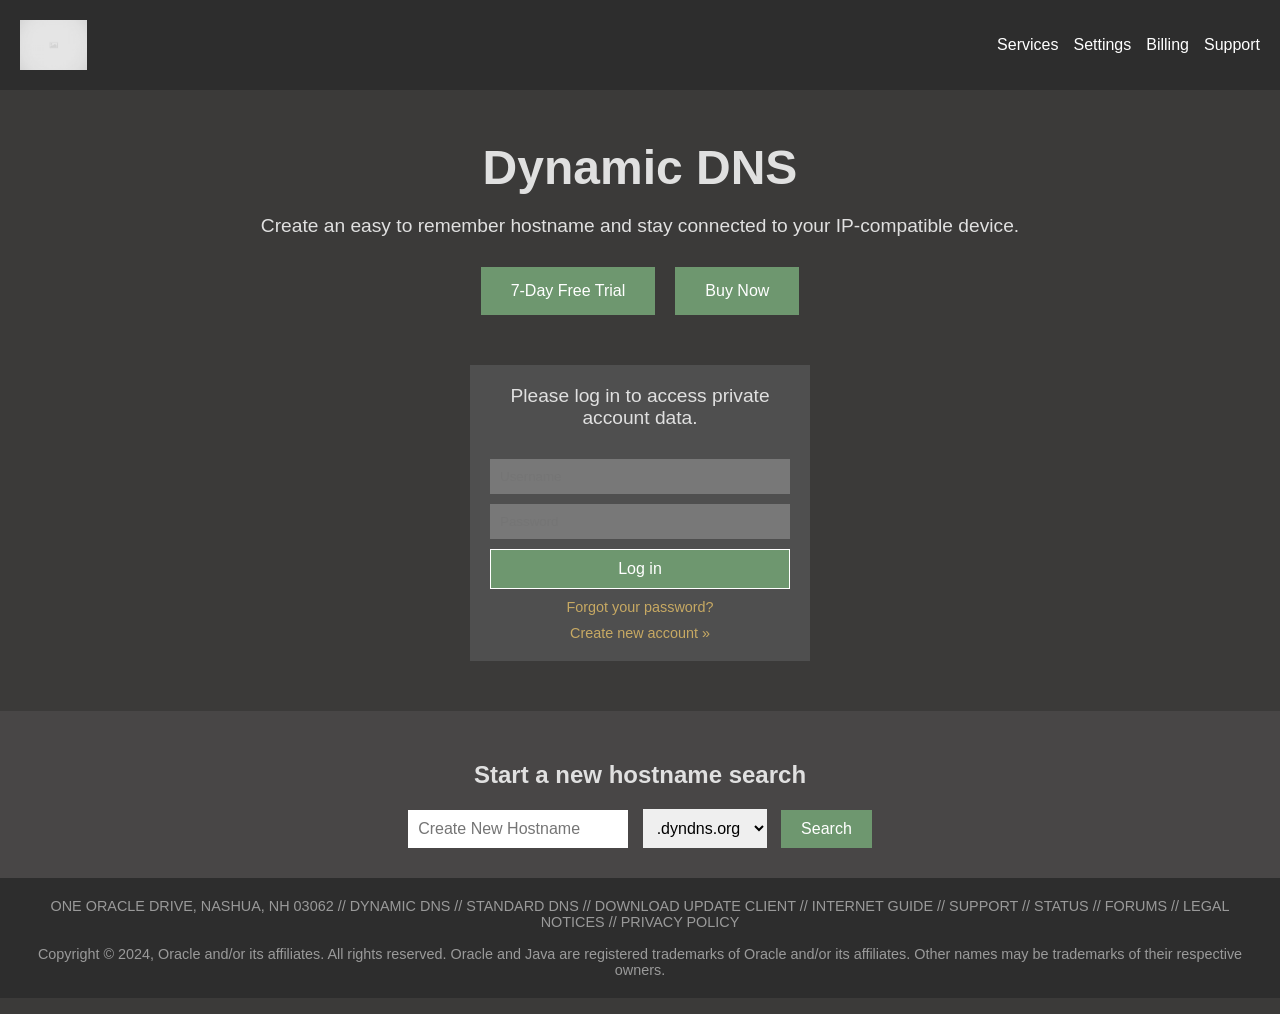 Services Settings Billing Support
Dynamic DNS
Create an easy to remember hostname and stay connected to your IP-compatible device.
7-Day Free Trial Buy Now
Please log in to access private
account data.
Log in
Forgot your password?
Create new account »
Start a new hostname search
Create New Hostname .dyndns.org Search
ONE ORACLE DRIVE, NASHUA, NH 03062 // DYNAMIC DNS // STANDARD DNS // DOWNLOAD UPDATE CLIENT // INTERNET GUIDE // SUPPORT // STATUS // FORUMS // LEGAL
NOTICES // PRIVACY POLICY
Copyright © 2024, Oracle and/or its affiliates. All rights reserved. Oracle and Java are registered trademarks of Oracle and/or its affiliates. Other names may be trademarks of their respective
owners.